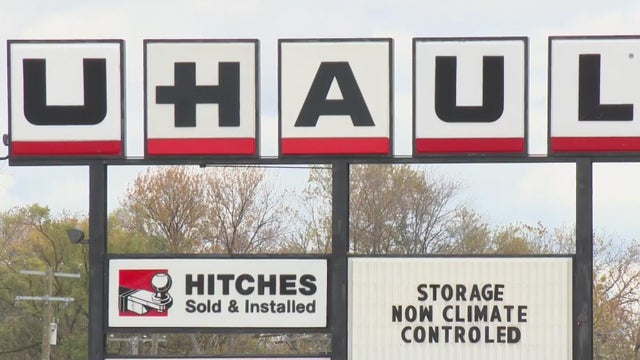 U-HAUL®
HITCHES
Sold & Installed
STORAGE
NOW CLIMATE
CONTROLED